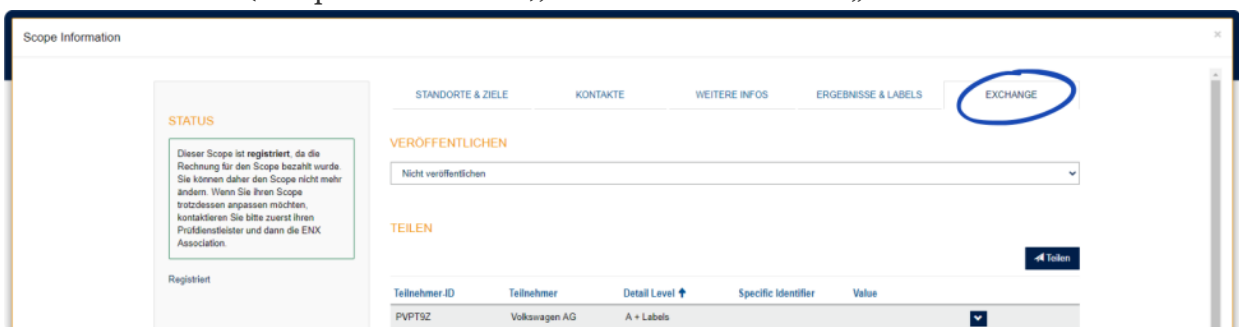 Scope Information
×
STANDORTE & ZIELE KONTAKTE WEITERE INFOS ERGEBNISSE & LABELS EXCHANGE
STATUS
Dieser Scope ist registriert, da die
Rechnung für den Scope bezahlt wurde.
Sie können daher den Scope nicht mehr
ändern. Wenn Sie ihren Scope
trotzdessen anpassen möchten,
kontaktieren Sie bitte zuerst ihren
Prüfdienstleister und dann die ENX
Association.
Registriert
VERÖFFENTLICHEN
Nicht veröffentlichen
TEILEN
Teilen
Teilnehmer-ID Teilnehmer Detail Level Specific Identifier Value
PVPT9Z Volkswagen AG A + Labels